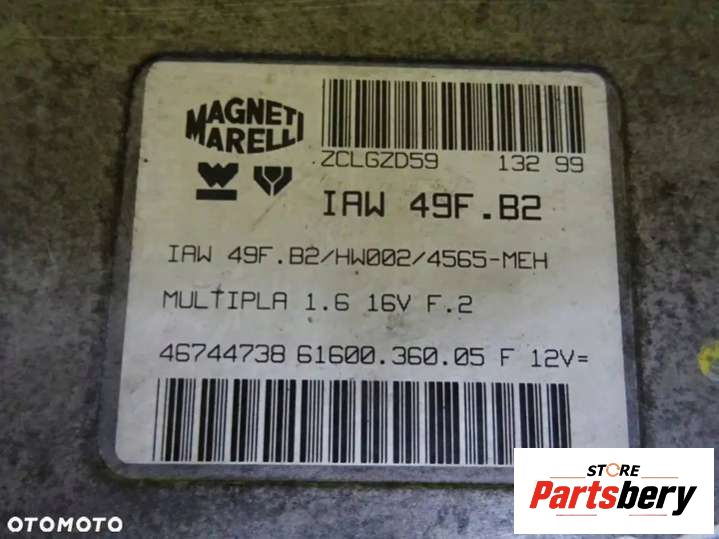 MAGNETI
MARELLI
ZCLGZD59 132 99
IAW 49F.B2
IAW 49F.B2/HW002/4565-MEH
MULTIPLA 1.6 16V F.2
46744738 61600.360.05 F 12V=
STORE
Partsbery
OTOMOTO